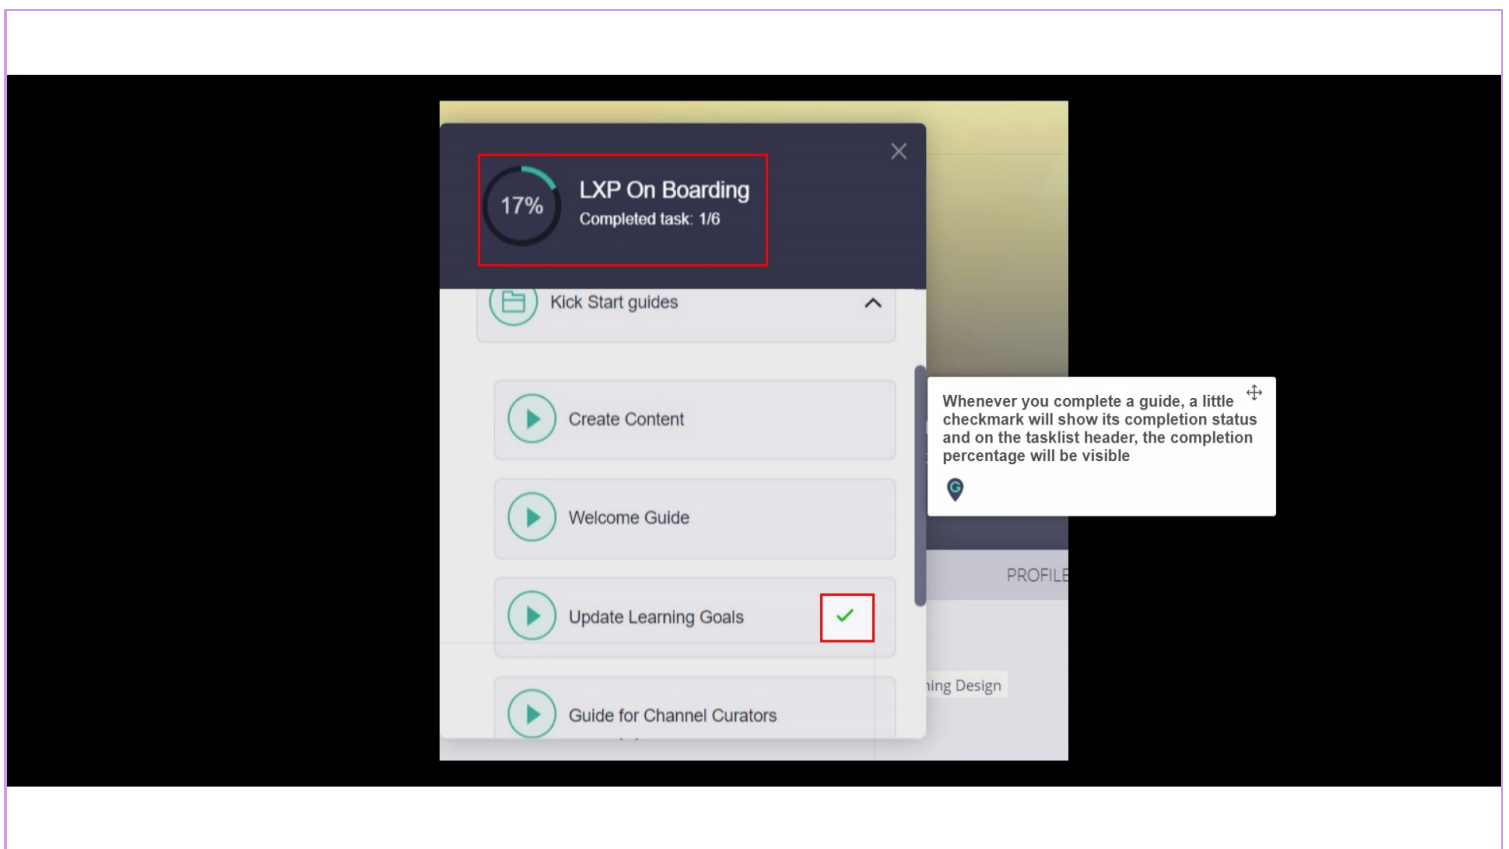 17%
LXP On Boarding
Completed task: 1/6
Kick Start guides
Create Content
Welcome Guide
Update Learning Goals
Guide for Channel Curators
Whenever you complete a guide, a little
checkmark will show its completion status
and on the tasklist header, the completion
percentage will be visible
G
PROFILE
ning Design